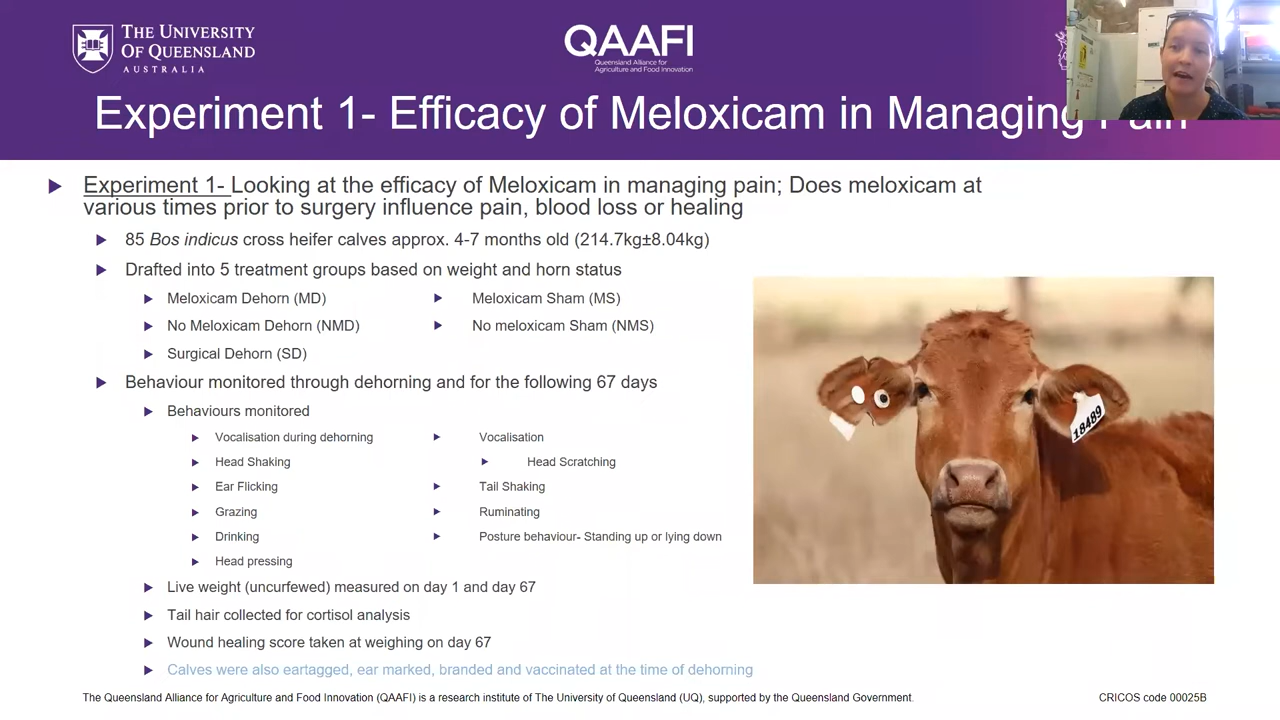 THE UNIVERSITY
OF QUEENSLAND
AUSTRALIA
QAAFI
Queensland Alliance for
Agriculture and Food Innovation
Experiment 1- Efficacy of Meloxicam in Managing
Experiment 1- Looking at the efficacy of Meloxicam in managing pain; Does meloxicam at
various times prior to surgery influence pain, blood loss or healing
85 Bos indicus cross heifer calves approx. 4-7 months old (214.7kg±8.04kg)
Drafted into 5 treatment groups based on weight and horn status
Meloxicam Dehorn (MD)
Meloxicam Sham (MS)
No Meloxicam Dehorn (NMD)
No meloxicam Sham (NMS)
Surgical Dehorn (SD)
Behaviour monitored through dehorning and for the following 67 days
Behaviours monitored
Vocalisation during dehorning
Vocalisation
Head Shaking
Head Scratching
Ear Flicking
Tail Shaking
Grazing
Ruminating
Drinking
Posture behaviour- Standing up or lying down
Head pressing
Live weight (uncurfewed) measured on day 1 and day 67
Tail hair collected for cortisol analysis
Wound healing score taken at weighing on day 67
Calves were also eartagged, ear marked, branded and vaccinated at the time of dehorning
18489
The Queensland Alliance for Agriculture and Food Innovation (QAAFI) is a research institute of The University of Queensland (UQ), supported by the Queensland Government.
CRICOS code 00025B